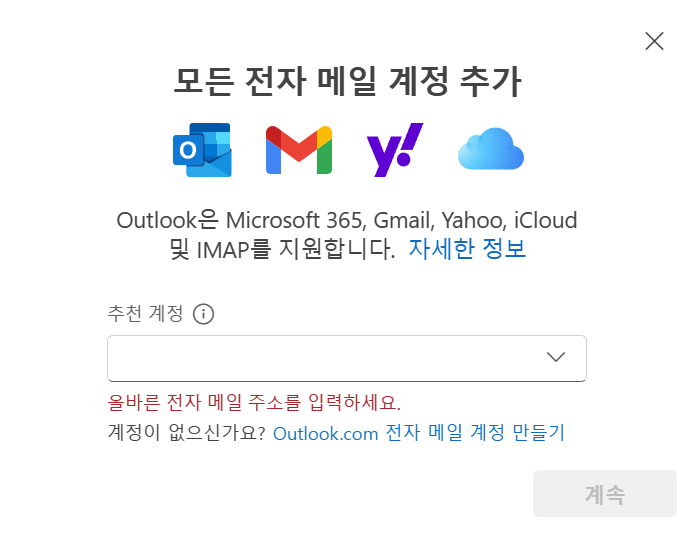 모든 전자 메일 계정 추가
Outlook은 Microsoft 365, Gmail, Yahoo, iCloud
및 IMAP를 지원합니다. 자세한 정보
추천 계정
올바른 전자 메일 주소를 입력하세요.
계정이 없으신가요? Outlook.com 전자 메일 계정 만들기
계속